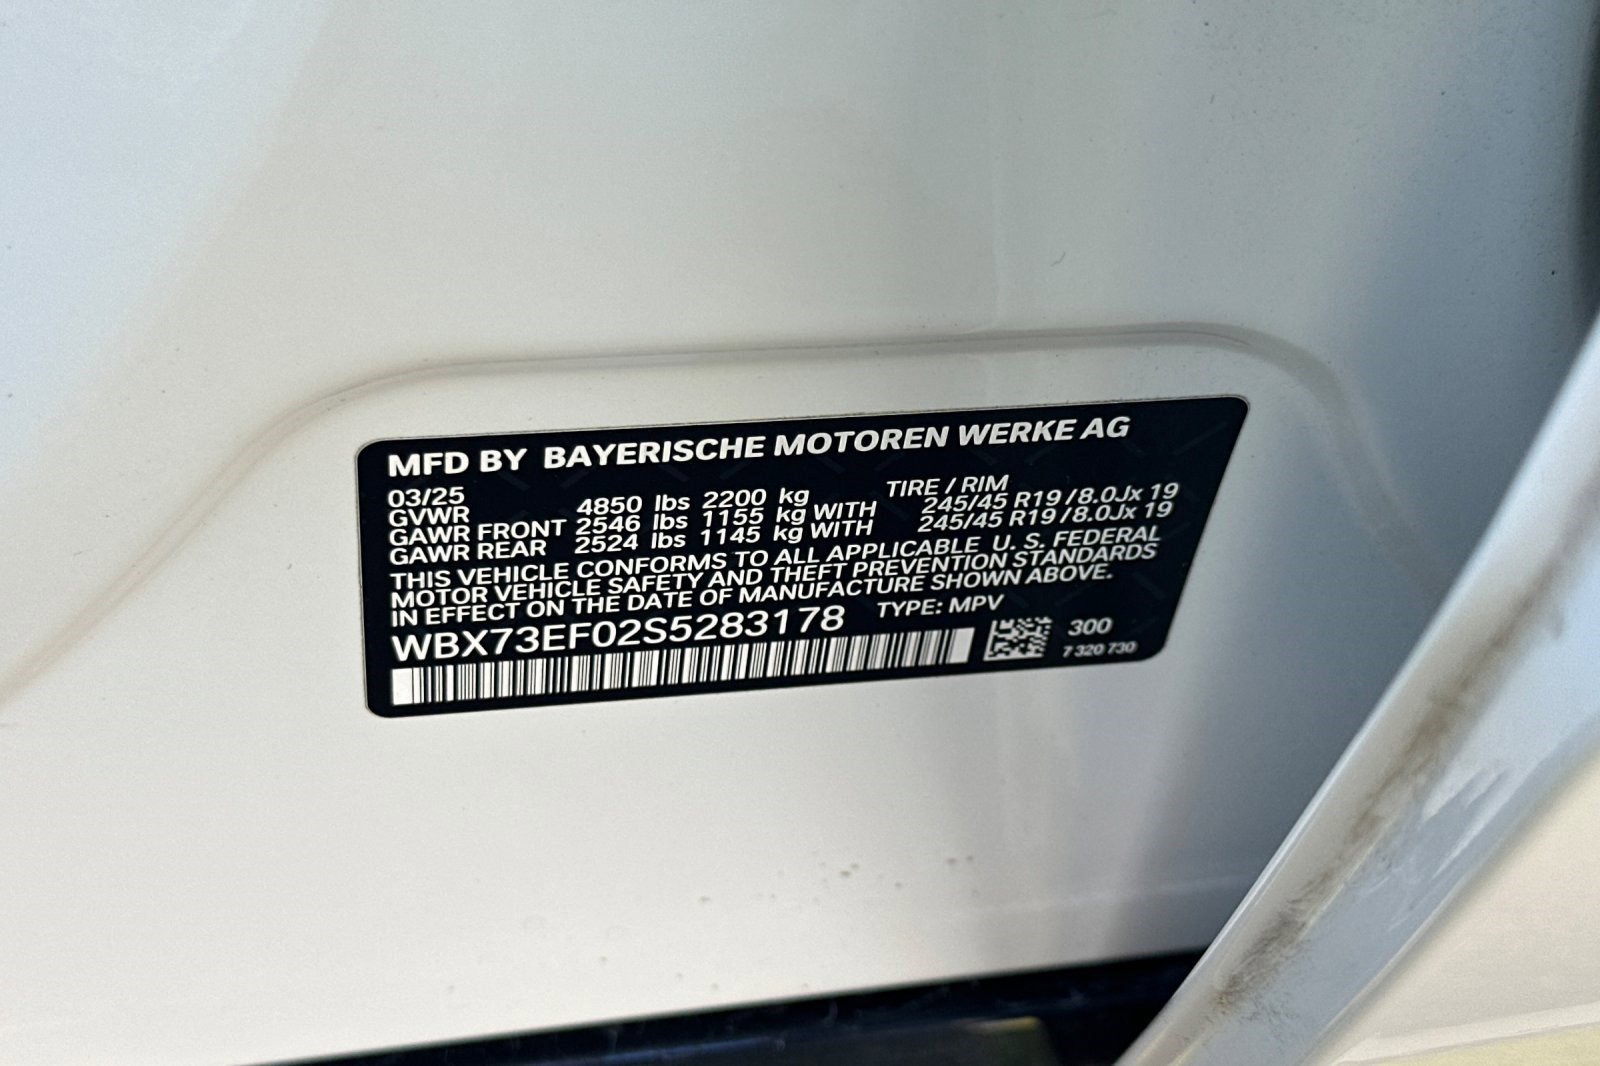 MFD BY BAYERISCHE MOTOREN WERKE AG
03/25 TIRE / RIM
GVWR 4850 lbs 2200 kg
GAWR FRONT 2546 lbs 1155 kg WITH 245/45 R19 /8.0Jx 19
GAWR REAR 2524 lbs 1145 kg WITH 245/45 R19 /8.0Jx 19
THIS VEHICLE CONFORMS TO ALL APPLICABLE U. S. FEDERAL
MOTOR VEHICLE SAFETY AND THEFT PREVENTION STANDARDS
IN EFFECT ON THE DATE OF MANUFACTURE SHOWN ABOVE.
WBX73EF02S5283178 TYPE: MPV
300
7 320 730